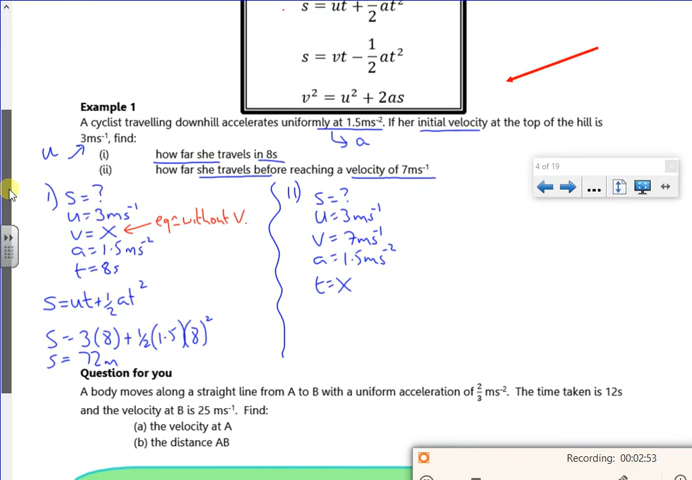 s = ut + 1/2 at²
s = vt − 1/2 at²
v² = u² + 2as
Example 1
A cyclist travelling downhill accelerates uniformly at 1.5ms⁻². If her initial velocity at the top of the hill is
↳ a
3ms⁻¹, find:
u ↗
(i) how far she travels in 8s
(ii) how far she travels before reaching a velocity of 7ms⁻¹
i) s = ?
u = 3ms⁻¹
v = X ← eqⁿ without v.
a = 1.5ms⁻²
t = 8s
s = ut + ½at²
s = 3(8) + ½(1.5)(8)²
s = 72m
ii) s = ?
u = 3ms⁻¹
v = 7ms⁻¹
a = 1.5ms⁻²
t = X
Question for you
A body moves along a straight line from A to B with a uniform acceleration of 2/3 ms⁻². The time taken is 12s
and the velocity at B is 25 ms⁻¹. Find:
(a) the velocity at A
(b) the distance AB
4 of 19
...
Recording: 00:02:53